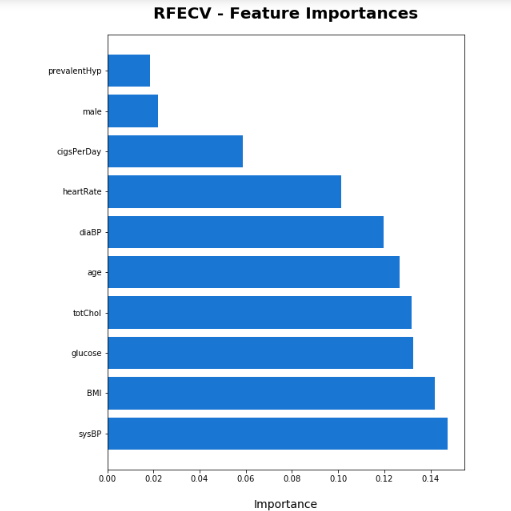 RFECV - Feature Importances
prevalentHyp
male
cigsPerDay
heartRate
diaBP
age
totChol
glucose
BMI
sysBP
0.00 0.02 0.04 0.06 0.08 0.10 0.12 0.14
Importance